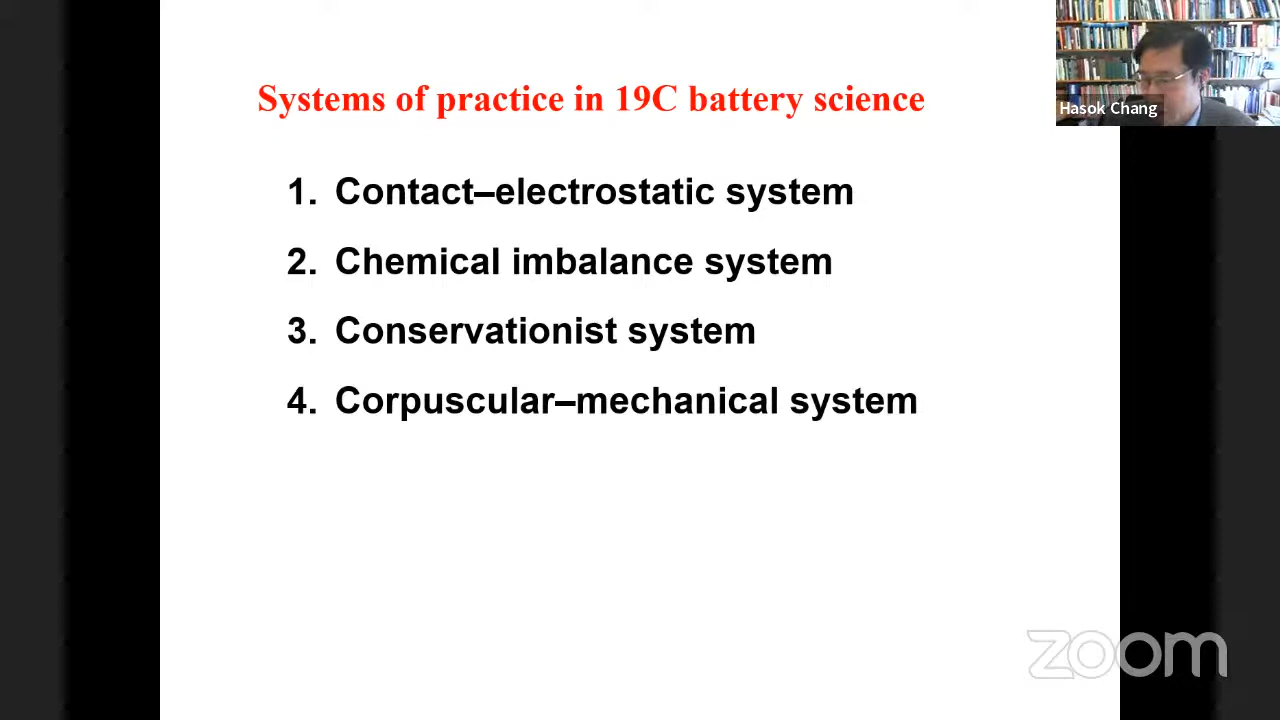 Systems of practice in 19C battery science
Hasok Chang
1. Contact–electrostatic system
2. Chemical imbalance system
3. Conservationist system
4. Corpuscular–mechanical system
zoom